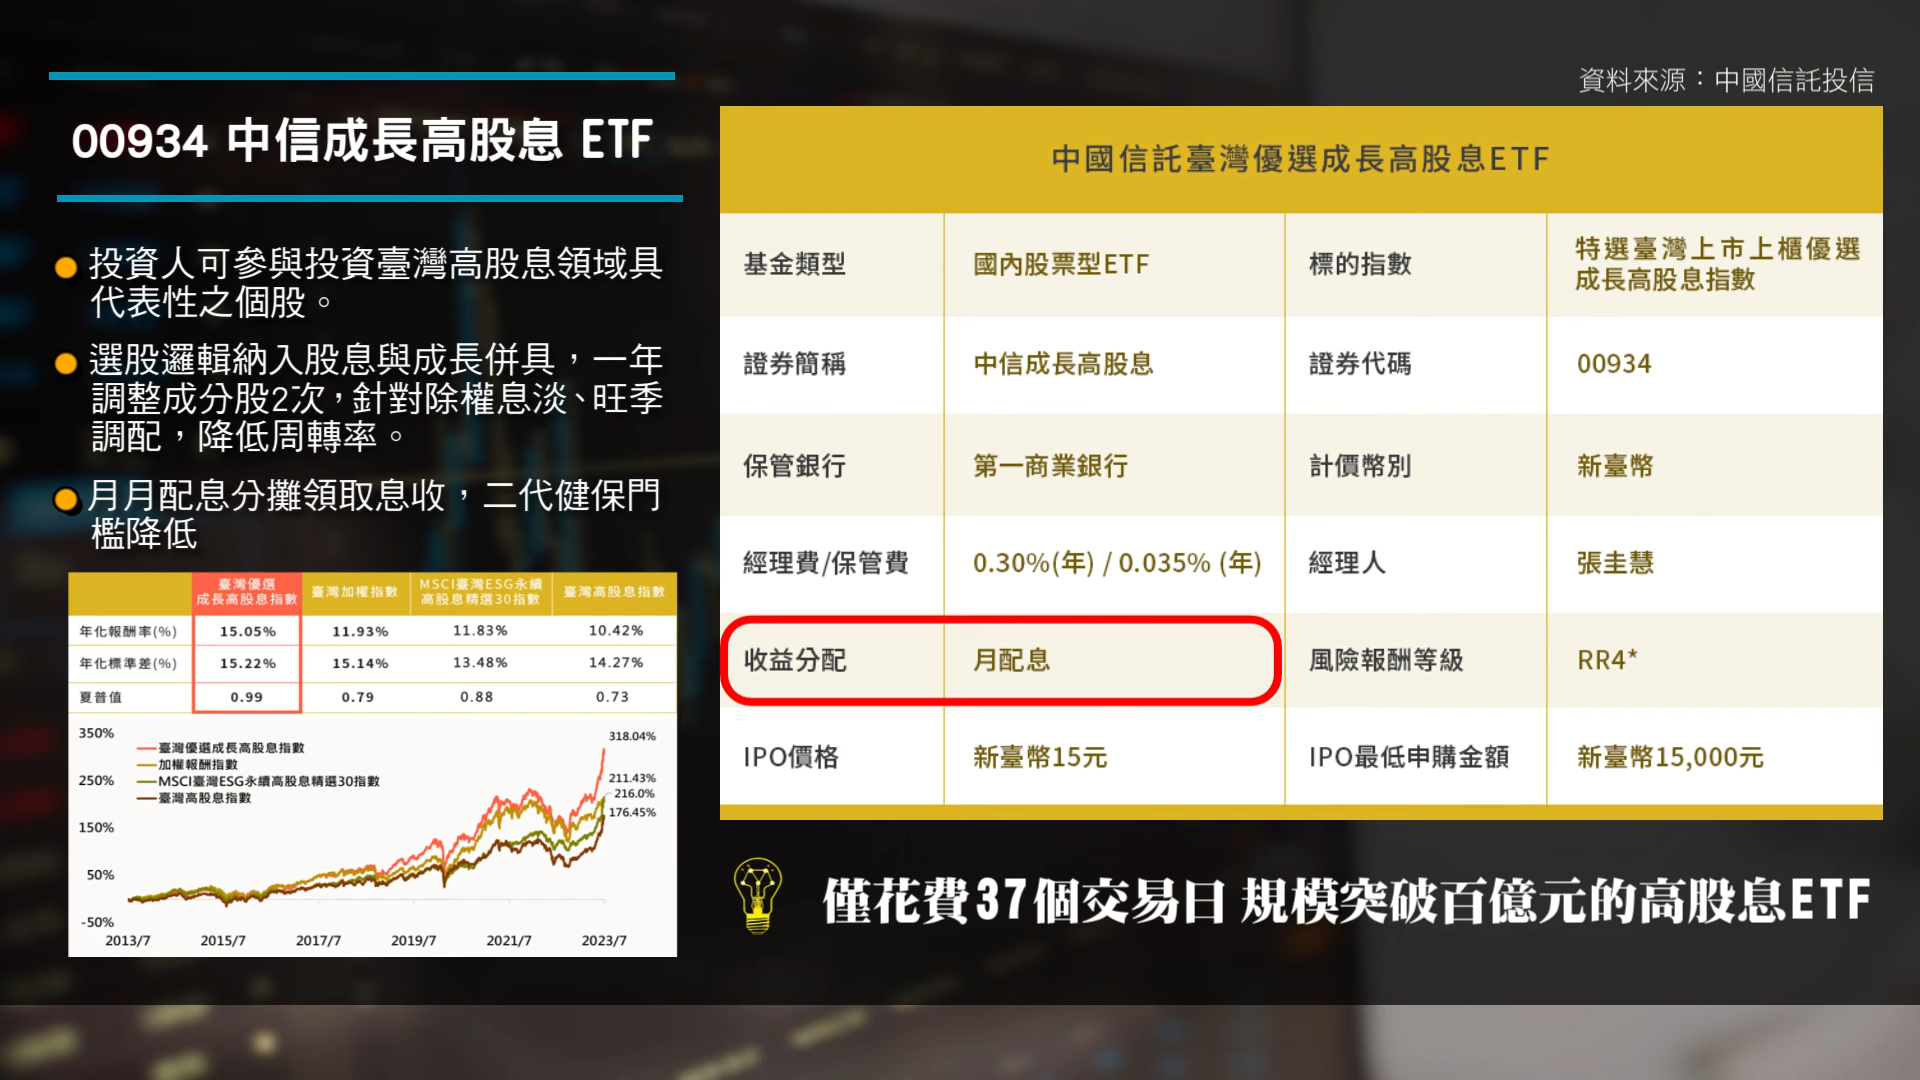 資料來源：中國信託投信
00934 中信成長高股息 ETF
投資人可參與投資臺灣高股息領域具
代表性之個股。
選股邏輯納入股息與成長併具，一年
調整成分股2次，針對除權息淡、旺季
調配，降低周轉率。
月月配息分攤領取息收，二代健保門
檻降低
臺灣優選
成長高股息指數
臺灣加權指數
MSCI臺灣ESG永續
高股息精選30指數
臺灣高股息指數
年化報酬率(%) 15.05% 11.93% 11.83% 10.42%
年化標準差(%) 15.22% 15.14% 13.48% 14.27%
夏普值 0.99 0.79 0.88 0.73
350%
250%
150%
50%
-50%
臺灣優選成長高股息指數
加權報酬指數
MSCI臺灣ESG永續高股息精選30指數
臺灣高股息指數
318.04%
211.43%
216.0%
176.45%
2013/7 2015/7 2017/7 2019/7 2021/7 2023/7
中國信託臺灣優選成長高股息ETF
基金類型 國內股票型ETF 標的指數 特選臺灣上市上櫃優選
成長高股息指數
證券簡稱 中信成長高股息 證券代碼 00934
保管銀行 第一商業銀行 計價幣別 新臺幣
經理費/保管費 0.30%(年) / 0.035% (年) 經理人 張圭慧
收益分配 月配息 風險報酬等級 RR4*
IPO價格 新臺幣15元 IPO最低申購金額 新臺幣15,000元
僅花費37個交易日 規模突破百億元的高股息ETF